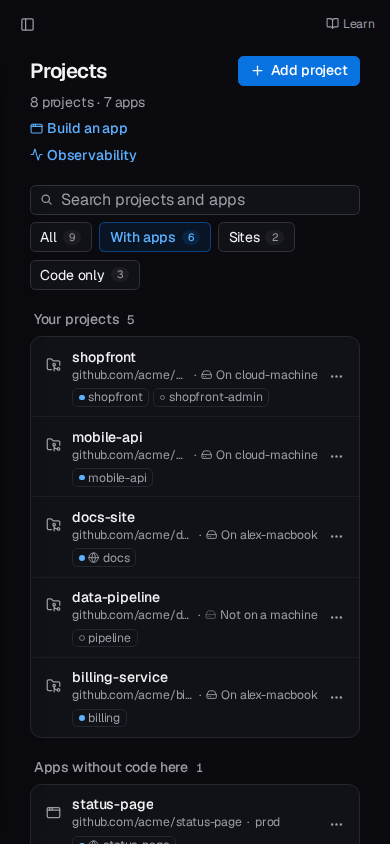 Learn
Projects
Add project
8 projects · 7 apps
Build an app
Observability
Search projects and apps
All 9
With apps 6
Sites 2
Code only 3
Your projects 5
shopfront
github.com/acme/... · On cloud-machine
shopfront shopfront-admin
mobile-api
github.com/acme/... · On cloud-machine
mobile-api
docs-site
github.com/acme/d... · On alex-macbook
docs
data-pipeline
github.com/acme/d... · Not on a machine
pipeline
billing-service
github.com/acme/bi... · On alex-macbook
billing
Apps without code here 1
status-page
github.com/acme/status-page · prod
status-page